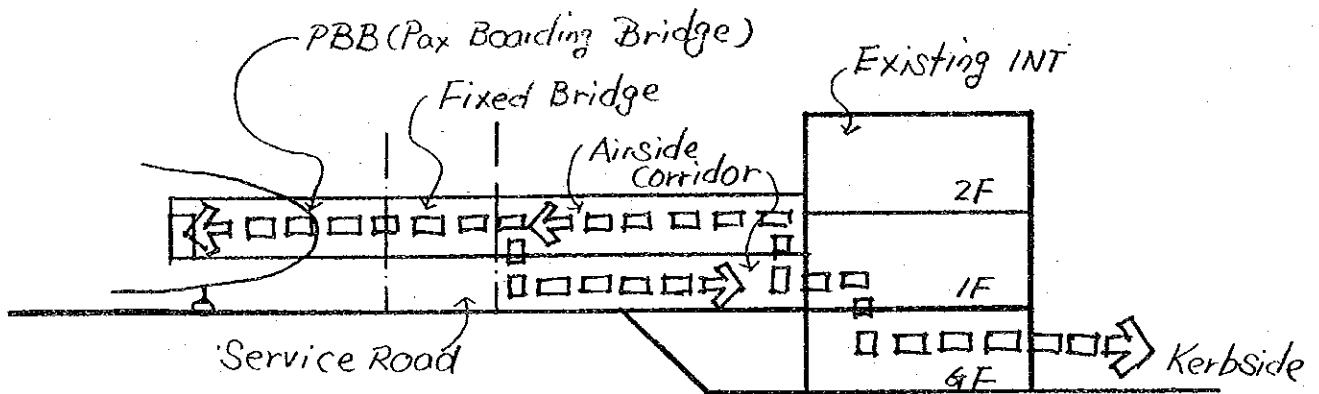 PBB (Pax Boarding Bridge)
Existing INT
Fixed Bridge
Airside
Corridor
2F
1F
Service Road
GF
Kerbside